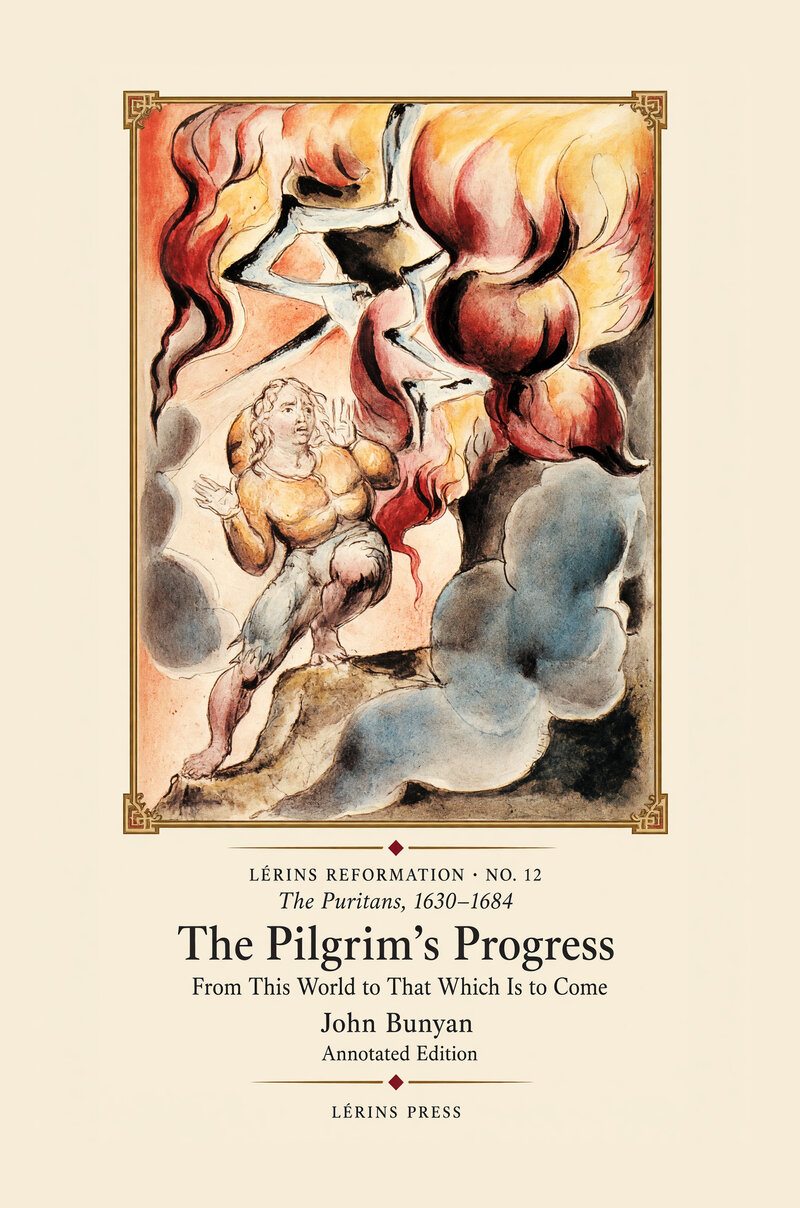 LÉRINS REFORMATION · NO. 12
The Puritans, 1630–1684
The Pilgrim’s Progress
From This World to That Which Is to Come
John Bunyan
Annotated Edition
LÉRINS PRESS